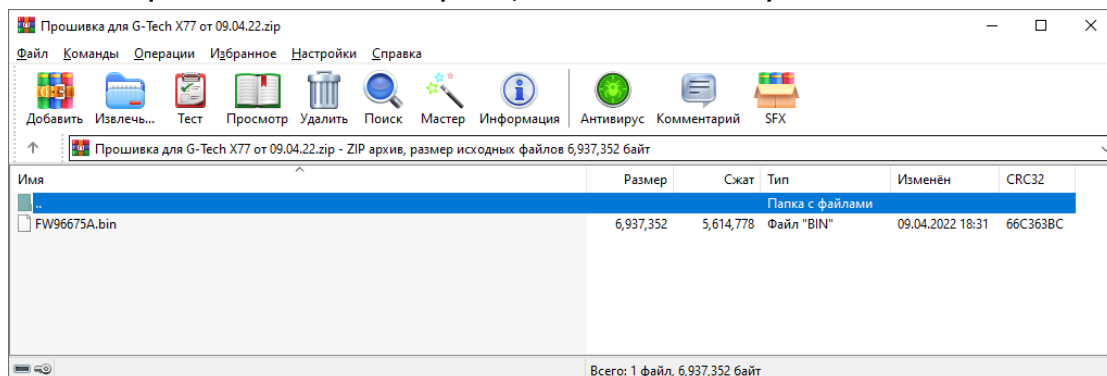 Прошивка для G-Tech X77 от 09.04.22.zip
Файл Команды Операции Избранное Настройки Справка
Добавить Извлечь... Тест Просмотр Удалить Поиск Мастер Информация Антивирус Комментарий SFX
Прошивка для G-Tech X77 от 09.04.22.zip - ZIP архив, размер исходных файлов 6,937,352 байт
Имя Размер Сжат Тип Изменён CRC32
.. Папка с файлами
FW96675A.bin 6,937,352 5,614,778 Файл "BIN" 09.04.2022 18:31 66C363BC
Всего: 1 файл, 6,937,352 байт